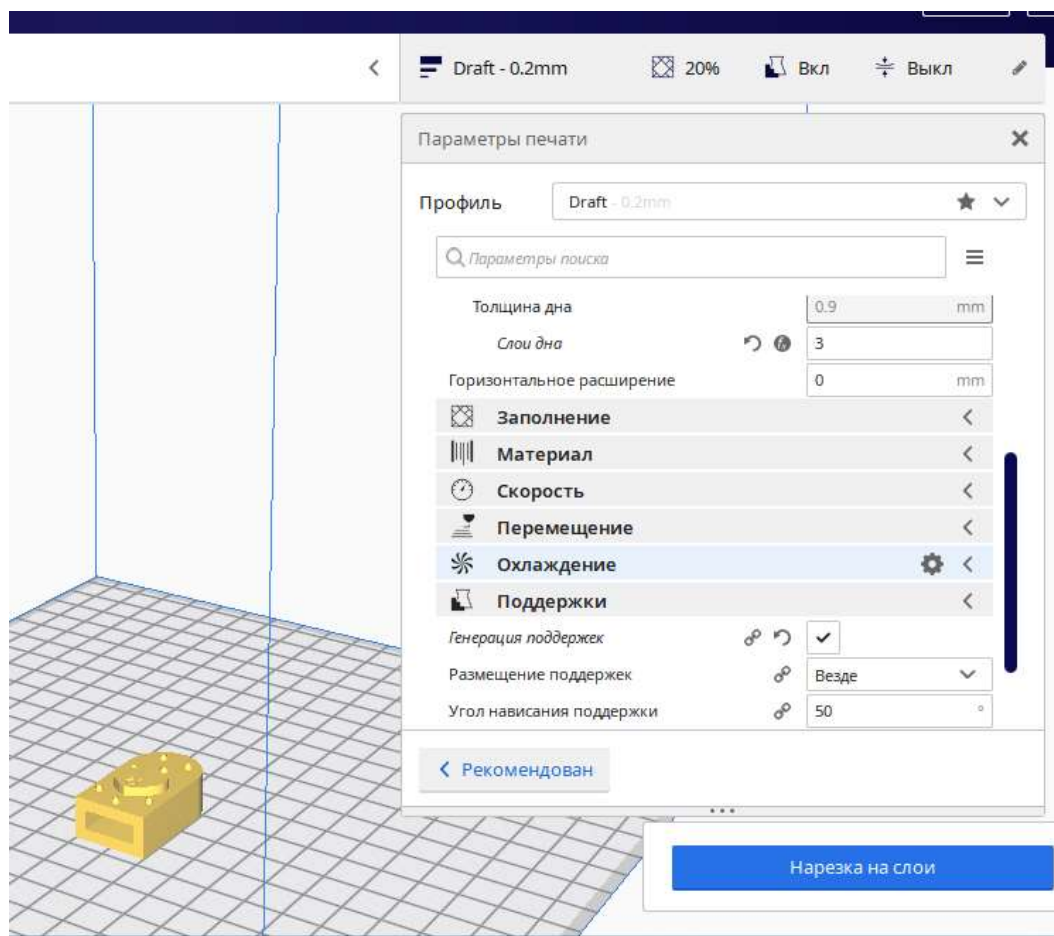 Draft - 0.2mm 20% Вкл Выкл
Параметры печати
Профиль Draft - 0.2mm
Параметры поиска
Толщина дна 0.9 mm
Слои дна 3
Горизонтальное расширение 0 mm
Заполнение
Материал
Скорость
Перемещение
Охлаждение
Поддержки
Генерация поддержек
Размещение поддержек Везде
Угол нависания поддержки 50 °
Рекомендован
Нарезка на слои